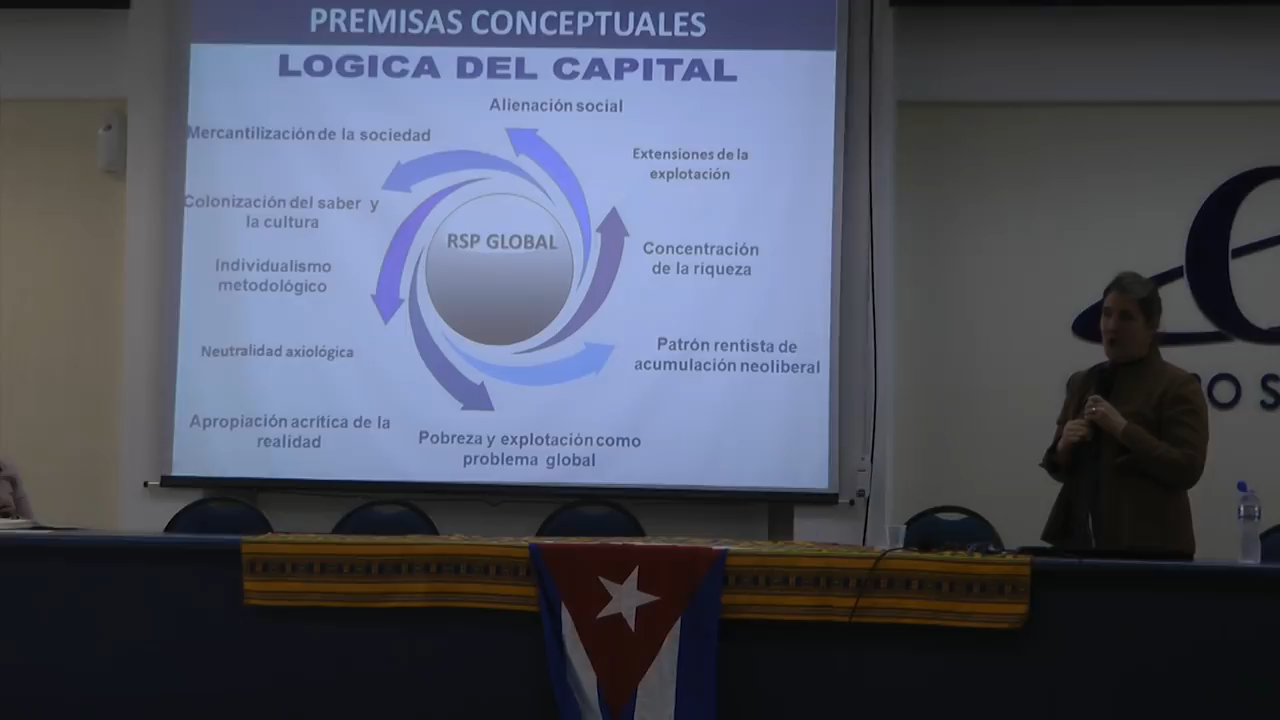 PREMISAS CONCEPTUALES
LOGICA DEL CAPITAL
Alienación social
Mercantilización de la sociedad
Extensiones de la
explotación
Colonización del saber y
la cultura
RSP GLOBAL
Concentración
de la riqueza
Individualismo
metodológico
Neutralidad axiológica
Patrón rentista de
acumulación neoliberal
Apropiación acrítica de la
realidad
Pobreza y explotación como
problema global